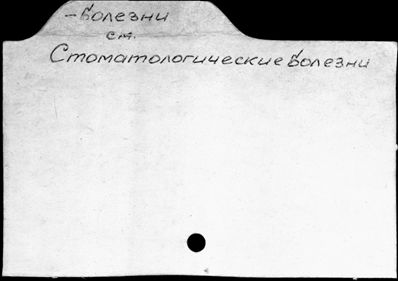 -Болезни
см.
Стоматологические болезни